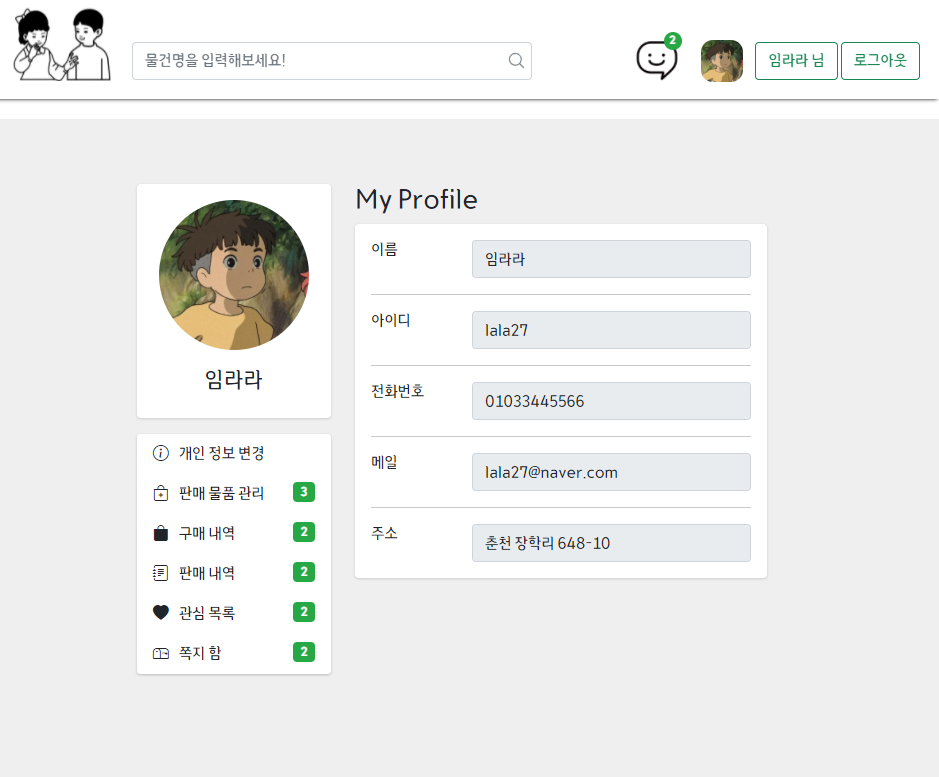 물건명을 입력해보세요!
2
임라라 님
로그아웃
임라라
개인 정보 변경
판매 물품 관리 3
구매 내역 2
판매 내역 2
관심 목록 2
쪽지 함 2
My Profile
이름 임라라
아이디 lala27
전화번호 01033445566
메일 lala27@naver.com
주소 춘천 장학리 648-10